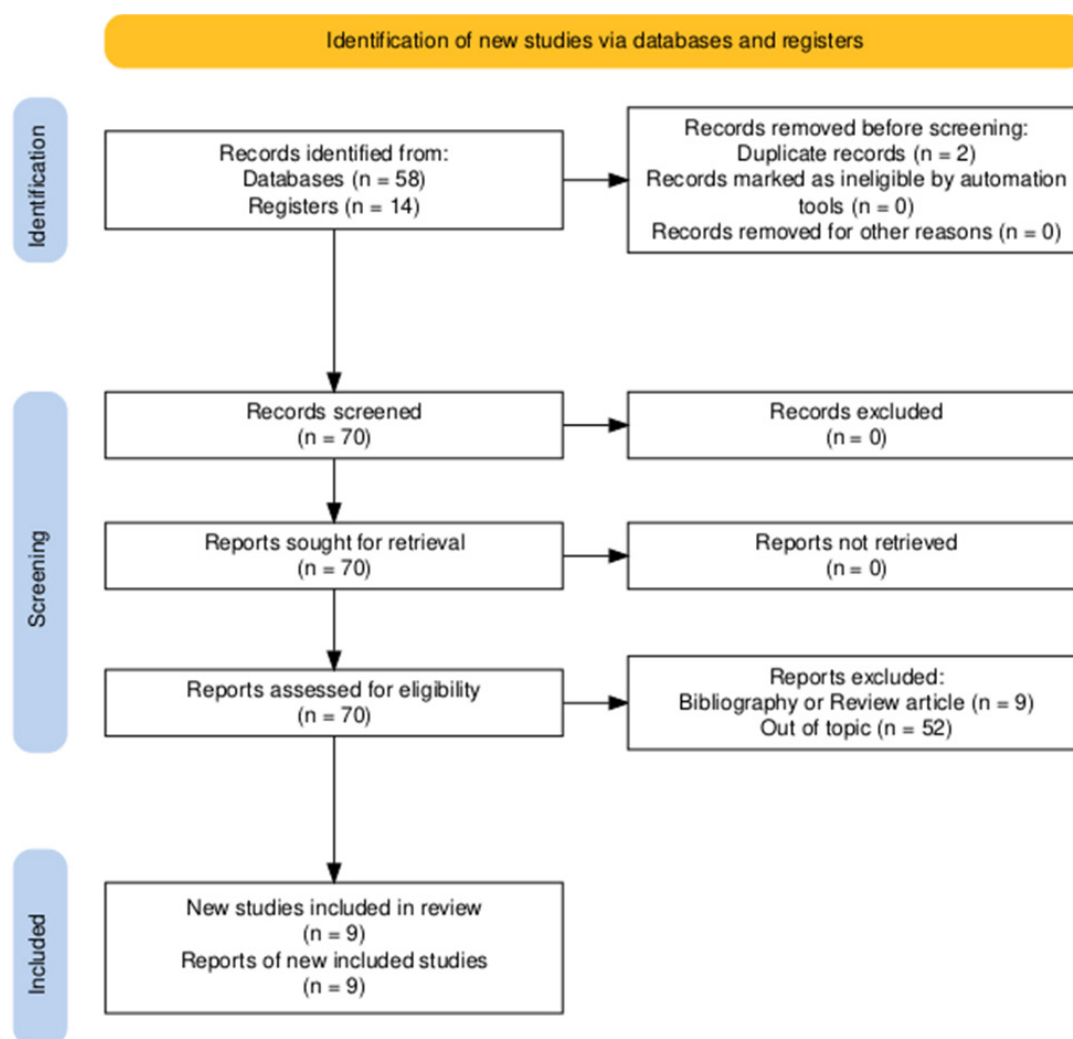 Identification of new studies via databases and registers
Identification
Records identified from:
Databases (n = 58)
Registers (n = 14)
Records removed before screening:
Duplicate records (n = 2)
Records marked as ineligible by automation
tools (n = 0)
Records removed for other reasons (n = 0)
Screening
Records screened
(n = 70)
Records excluded
(n = 0)
Reports sought for retrieval
(n = 70)
Reports not retrieved
(n = 0)
Reports assessed for eligibility
(n = 70)
Reports excluded:
Bibliography or Review article (n = 9)
Out of topic (n = 52)
Included
New studies included in review
(n = 9)
Reports of new included studies
(n = 9)